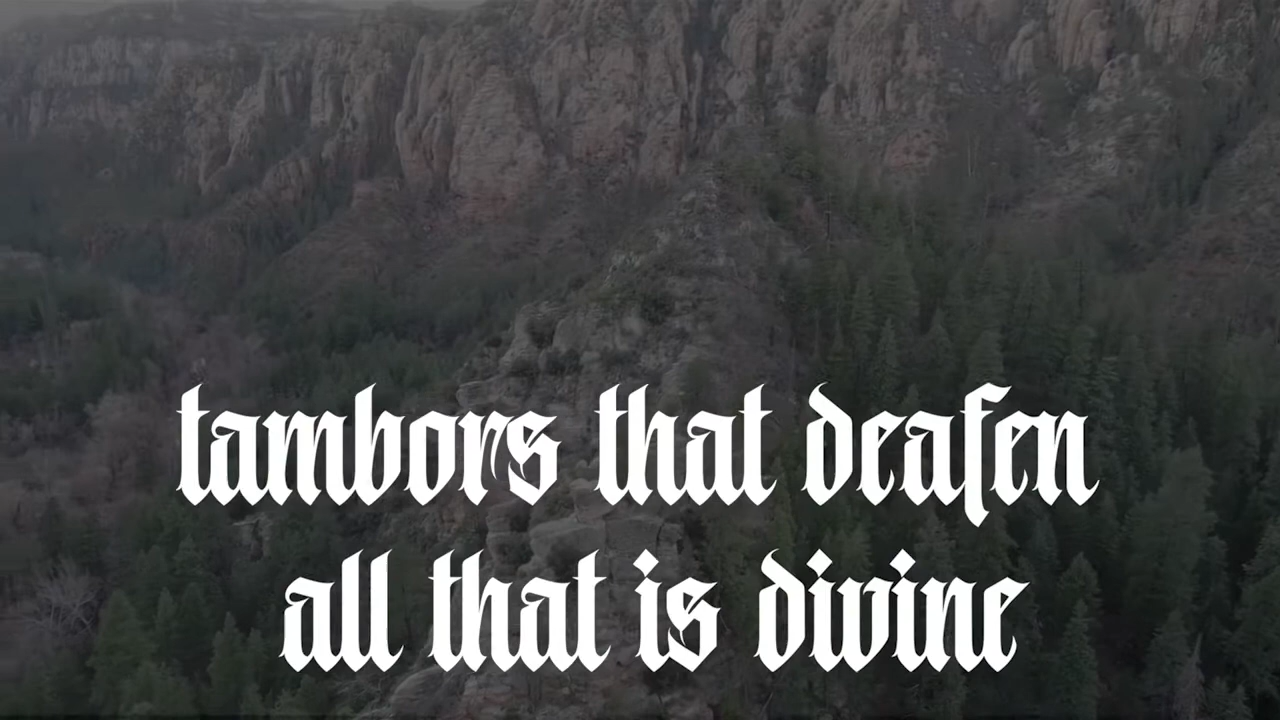 tambors that deafen
all that is divine